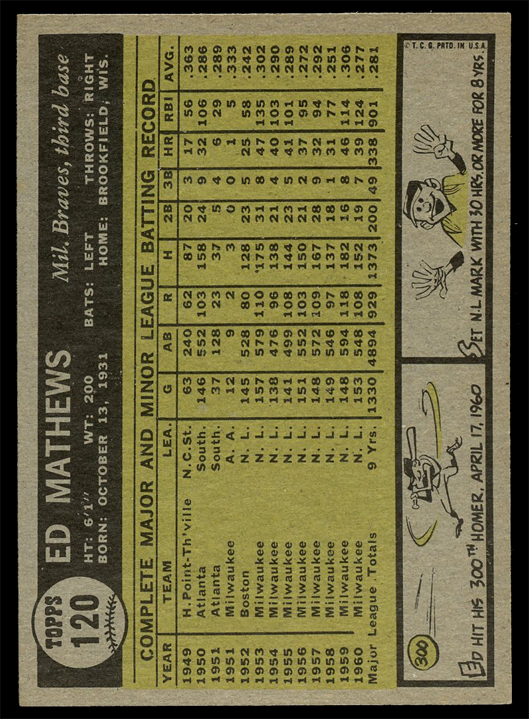 TOPPS
120
ED MATHEWS Mil. Braves, third base
HT: 6'1" WT: 200 BATS: LEFT THROWS: RIGHT
BORN: OCTOBER 13, 1931 HOME: BROOKFIELD, WIS.
COMPLETE MAJOR AND MINOR LEAGUE BATTING RECORD
YEAR TEAM LEA. G AB R H 2B 3B HR RBI AVG.
1949 H.Point-Th'ville N.C.St. 63 240 62 87 20 3 17 56 .363
1950 Atlanta South. 146 552 103 158 24 9 32 106 .286
1951 Atlanta South. 37 128 23 37 5 4 6 29 .289
1951 Milwaukee A. A. 12 9 2 3 0 0 1 5 .333
1952 Boston N. L. 145 528 80 128 23 5 25 58 .242
1953 Milwaukee N. L. 157 579 110 175 31 8 47 135 .302
1954 Milwaukee N. L. 138 476 96 138 21 4 40 103 .290
1955 Milwaukee N. L. 141 499 108 144 23 5 41 101 .289
1956 Milwaukee N. L. 151 552 103 150 21 2 37 95 .272
1957 Milwaukee N. L. 148 572 109 167 28 9 32 94 .292
1958 Milwaukee N. L. 149 546 97 137 18 1 31 77 .251
1959 Milwaukee N. L. 148 594 118 182 16 8 46 114 .306
1960 Milwaukee N. L. 153 548 108 152 19 7 39 124 .277
Major League Totals 9 Yrs. 1330 4894 929 1373 200 49 338 901 .281
300
ED HIT HIS 300TH HOMER, APRIL 17, 1960
SET N.L. MARK WITH 30 HRS. OR MORE FOR 8 YRS.
© T. C. G. PRTD. IN U.S.A.